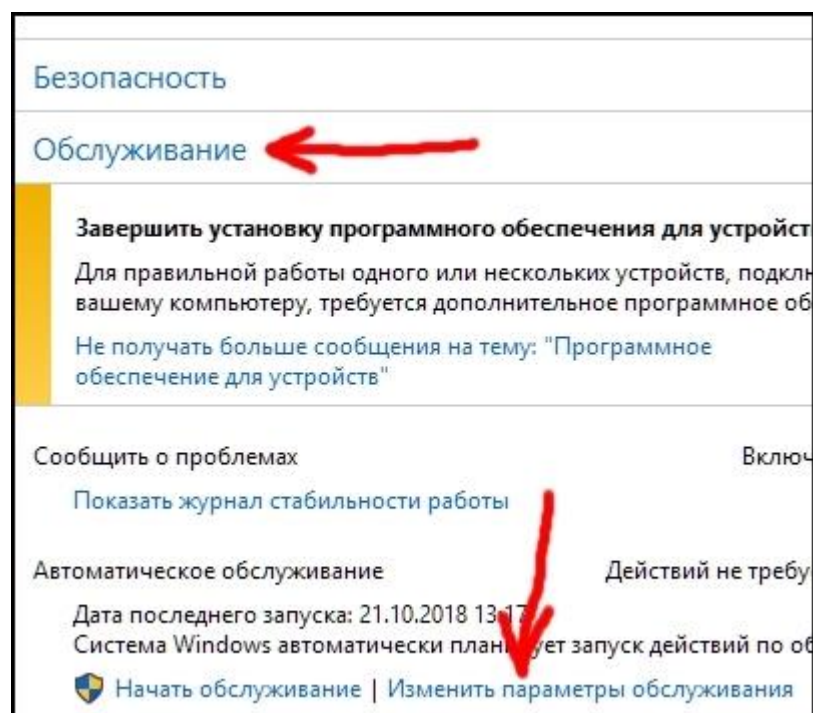 Безопасность
Обслуживание
Завершить установку программного обеспечения для устройст
Для правильной работы одного или нескольких устройств, подклн
вашему компьютеру, требуется дополнительное программное об
Не получать больше сообщения на тему: "Программное
обеспечение для устройств"
Сообщить о проблемах Включ
Показать журнал стабильности работы
Автоматическое обслуживание Действий не требу
Дата последнего запуска: 21.10.2018 13:17
Система Windows автоматически запуск действий по об
Начать обслуживание | Изменить параметры обслуживания